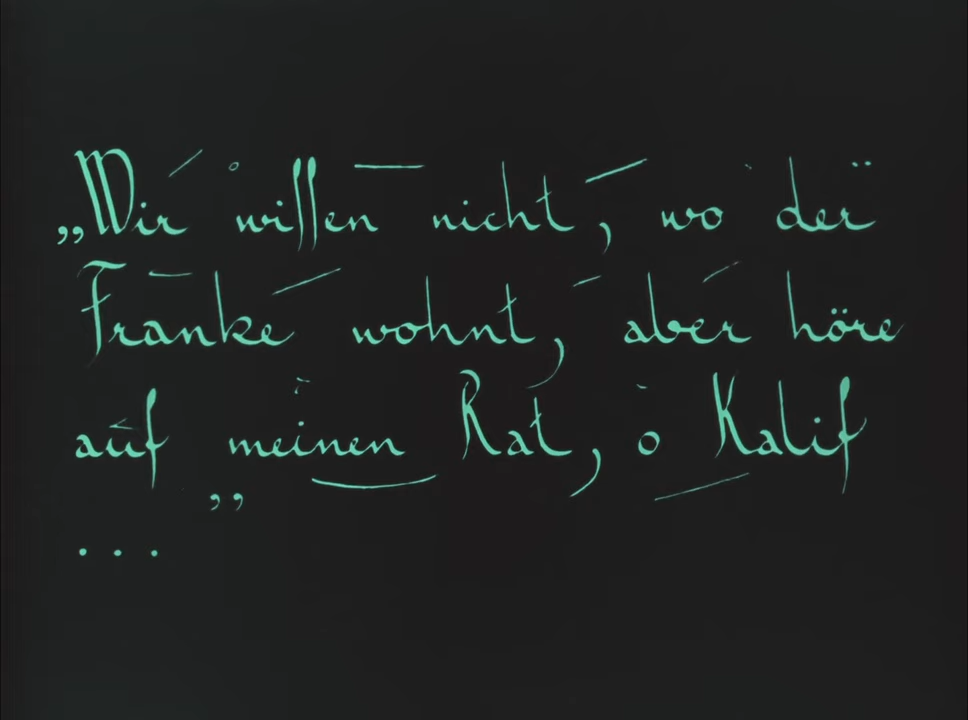 „Wir wissen nicht, wo der
Franke wohnt, aber höre
auf „meinen Rat, o Kalif
. . .